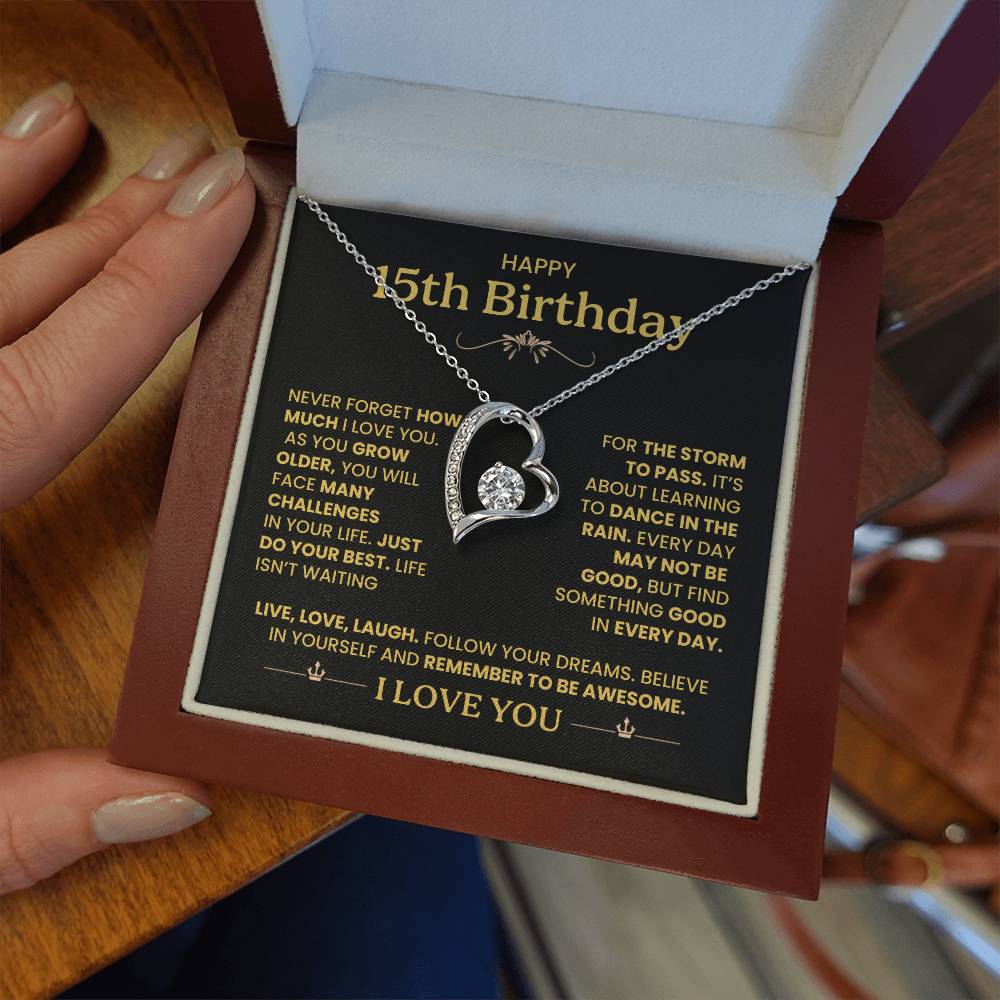 HAPPY
15th Birthday
NEVER FORGET HOW
MUCH I LOVE YOU.
AS YOU GROW
OLDER, YOU WILL
FACE MANY
CHALLENGES
IN YOUR LIFE. JUST
DO YOUR BEST. LIFE
ISN'T WAITING
FOR THE STORM
TO PASS. IT'S
ABOUT LEARNING
TO DANCE IN THE
RAIN. EVERY DAY
MAY NOT BE
GOOD, BUT FIND
SOMETHING GOOD
IN EVERY DAY.
LIVE, LOVE, LAUGH. FOLLOW YOUR DREAMS. BELIEVE
IN YOURSELF AND REMEMBER TO BE AWESOME.
I LOVE YOU